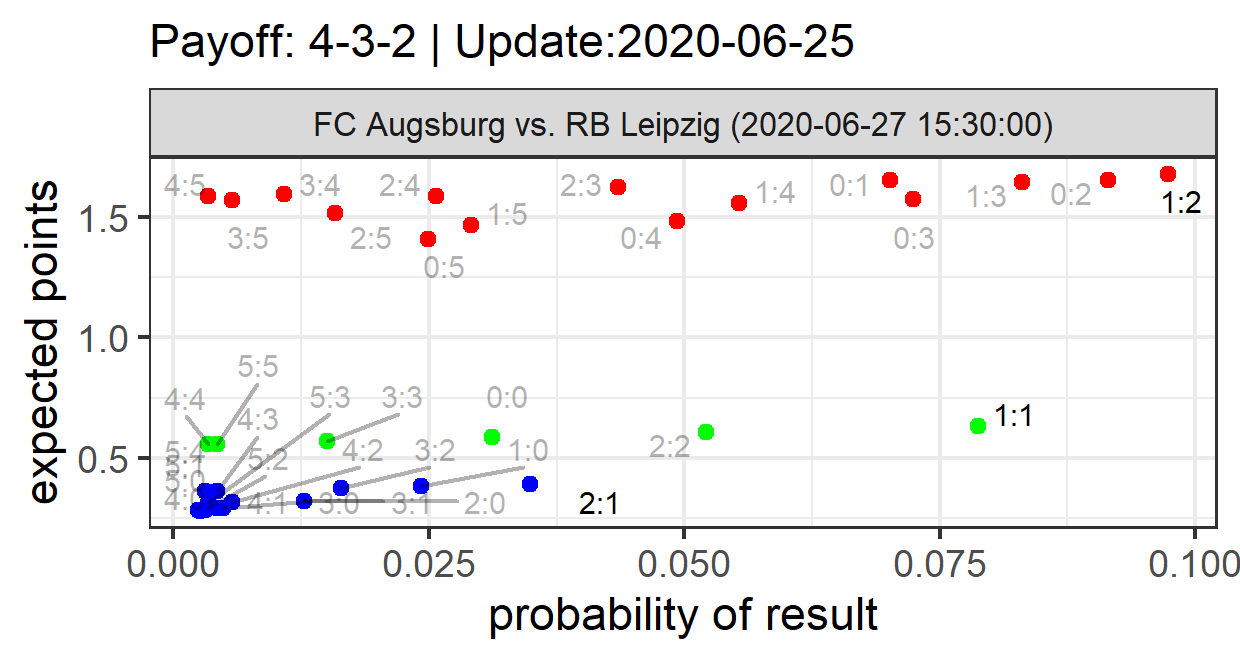 Payoff: 4-3-2 | Update:2020-06-25
FC Augsburg vs. RB Leipzig (2020-06-27 15:30:00)
expected points
1.5
1.0
0.5
4:5 3:4 2:4 2:3 1:4 0:1 1:3 0:2 1:2
3:5 2:5 1:5 0:4 0:3
0:5
5:5
4:4 5:3 3:3 0:0
4:3 1:1
5:4 5:2 4:2 3:2 1:0 2:2
5:1
5:0
4:0 4:1 3:0 3:1 2:0 2:1
0.000 0.025 0.050 0.075 0.100
probability of result